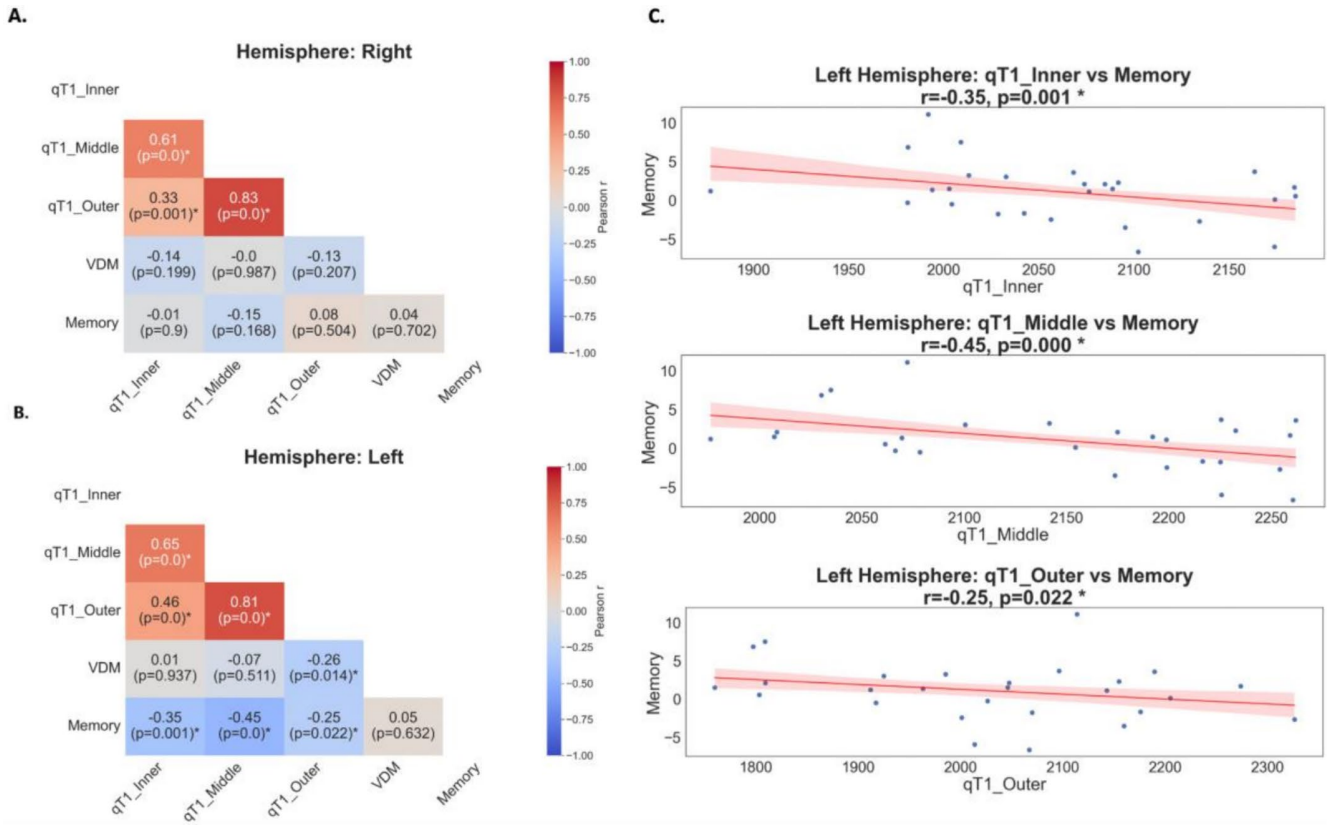 A.
Hemisphere: Right
qT1_Inner
qT1_Middle
0.61
(p=0.0)*
qT1_Outer
0.33
(p=0.001)*
0.83
(p=0.0)*
VDM
-0.14
(p=0.199)
-0.0
(p=0.987)
-0.13
(p=0.207)
Memory
-0.01
(p=0.9)
-0.15
(p=0.168)
0.08
(p=0.504)
0.04
(p=0.702)
qT1_Inner
qT1_Middle
qT1_Outer
VDM
Memory
1.00
0.75
0.50
0.25
0.00
−0.25
−0.50
−0.75
−1.00
Pearson r
B.
Hemisphere: Left
qT1_Inner
qT1_Middle
0.65
(p=0.0)*
qT1_Outer
0.46
(p=0.0)*
0.81
(p=0.0)*
VDM
0.01
(p=0.937)
-0.07
(p=0.511)
-0.26
(p=0.014)*
Memory
-0.35
(p=0.001)*
-0.45
(p=0.0)*
-0.25
(p=0.022)*
0.05
(p=0.632)
qT1_Inner
qT1_Middle
qT1_Outer
VDM
Memory
1.00
0.75
0.50
0.25
0.00
−0.25
−0.50
−0.75
−1.00
Pearson r
C.
Left Hemisphere: qT1_Inner vs Memory
r=-0.35, p=0.001 *
10
5
0
−5
Memory
1900 1950 2000 2050 2100 2150
qT1_Inner
Left Hemisphere: qT1_Middle vs Memory
r=-0.45, p=0.000 *
10
5
0
−5
Memory
2000 2050 2100 2150 2200 2250
qT1_Middle
Left Hemisphere: qT1_Outer vs Memory
r=-0.25, p=0.022 *
10
5
0
−5
Memory
1800 1900 2000 2100 2200 2300
qT1_Outer